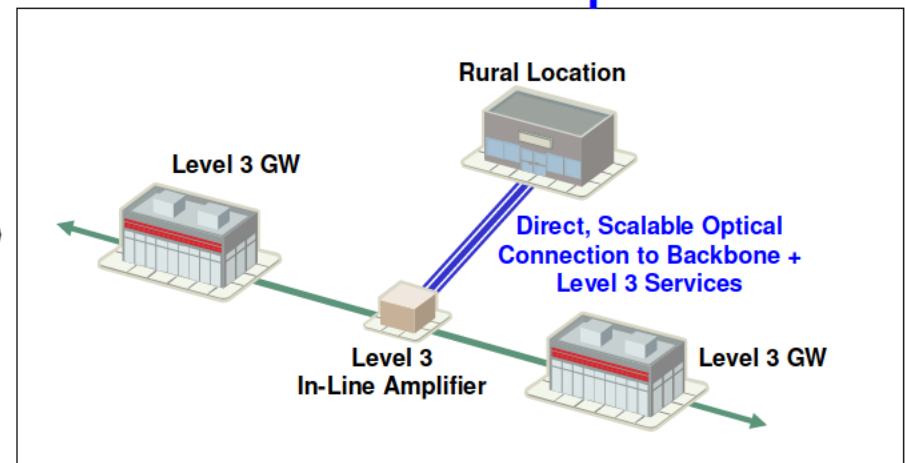 Rural Location
Level 3 GW
Direct, Scalable Optical
Connection to Backbone +
Level 3 Services
Level 3
In-Line Amplifier
Level 3 GW